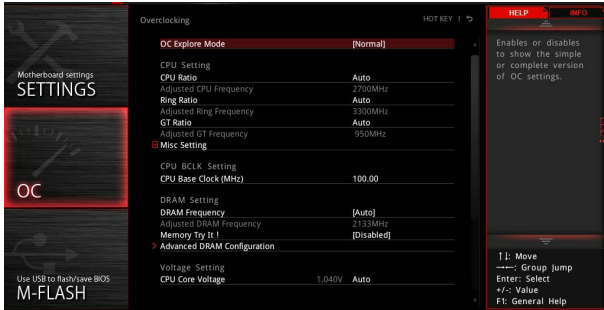 Motherboard settings
SETTINGS
OC
Use USB to flash/save BIOS
M-FLASH
Overclocking
HOT KEY |
OC Explore Mode [Normal]
CPU Setting
CPU Ratio Auto
Adjusted CPU Frequency 2700MHz
Ring Ratio Auto
Adjusted Ring Frequency 3300MHz
GT Ratio Auto
Adjusted GT Frequency 950MHz
Misc Setting
CPU BCLK Setting
CPU Base Clock (MHz) 100.00
DRAM Setting
DRAM Frequency [Auto]
Adjusted DRAM Frequency 2133MHz
Memory Try It ! [Disabled]
Advanced DRAM Configuration
Voltage Setting
CPU Core Voltage 1.040V Auto
HELP INFO
Enables or disables
to show the simple
or complete version
of OC settings.
↑↓: Move
→←: Group Jump
Enter: Select
+/-: Value
F1: General Help